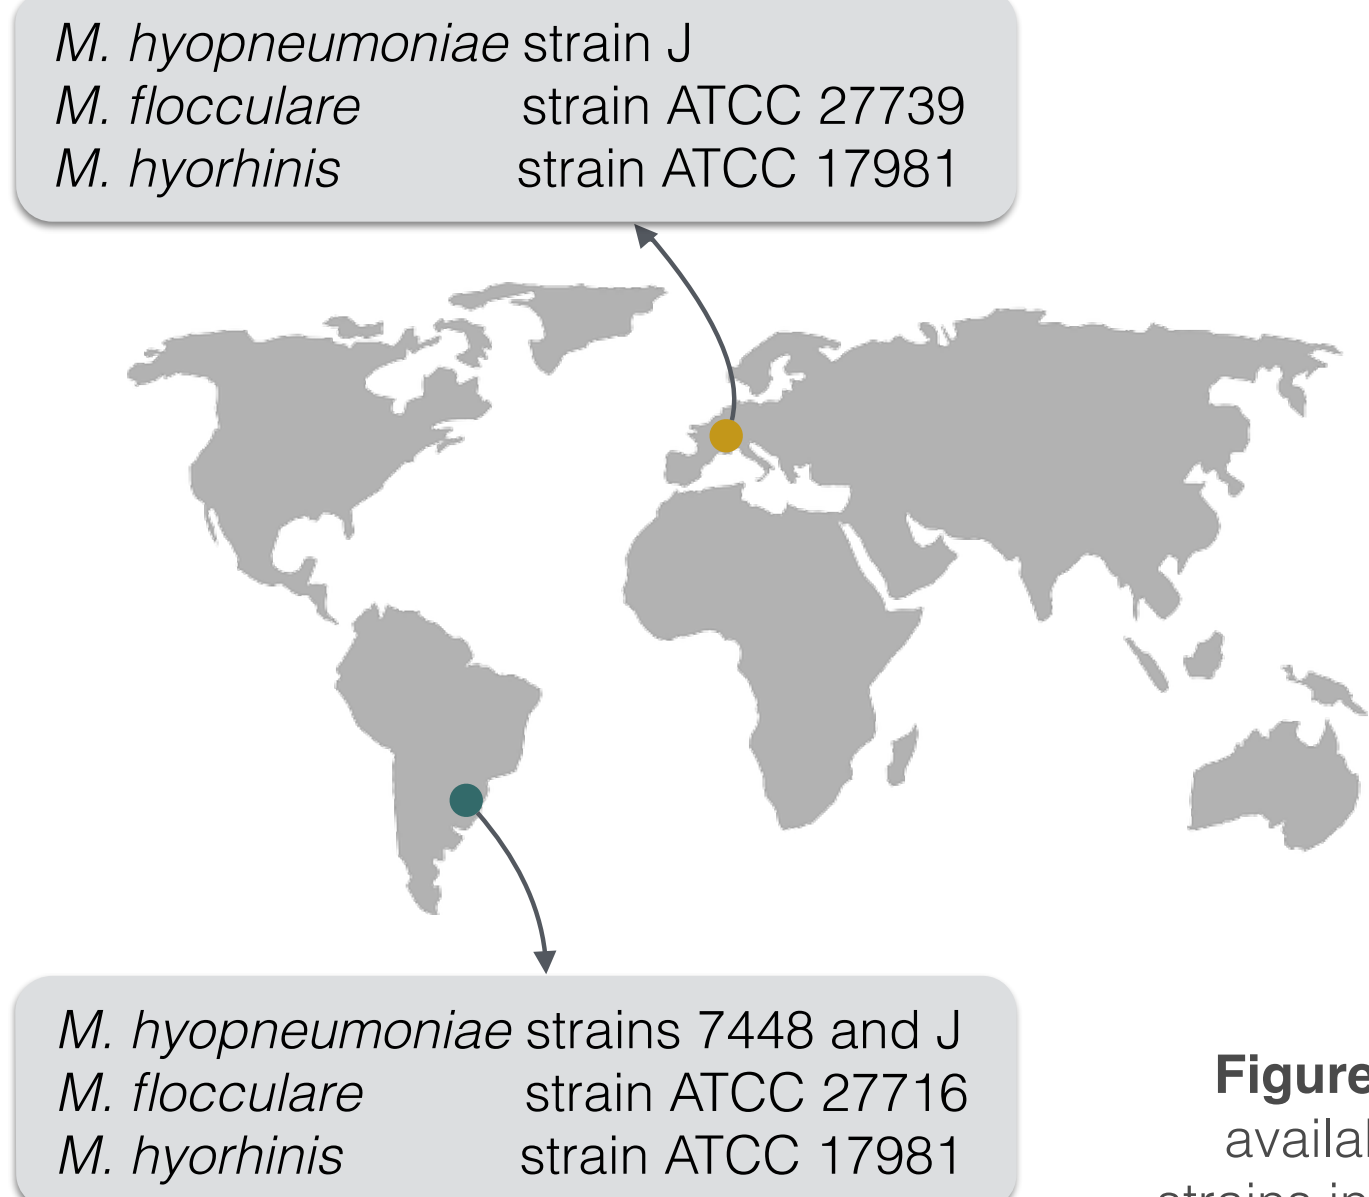 M. hyopneumoniae strain J
M. flocculare strain ATCC 27739
M. hyorhinis strain ATCC 17981
M. hyopneumoniae strains 7448 and J
M. flocculare strain ATCC 27716
M. hyorhinis strain ATCC 17981
Figure